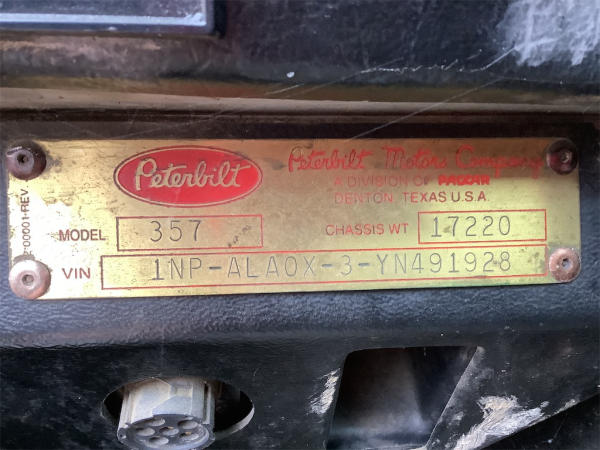 Peterbilt
Peterbilt Motors Company
A DIVISION OF PACCAR
DENTON, TEXAS U.S.A.
MODEL 357 CHASSIS WT 17220
VIN 1NP-ALA0X-3-YN491928